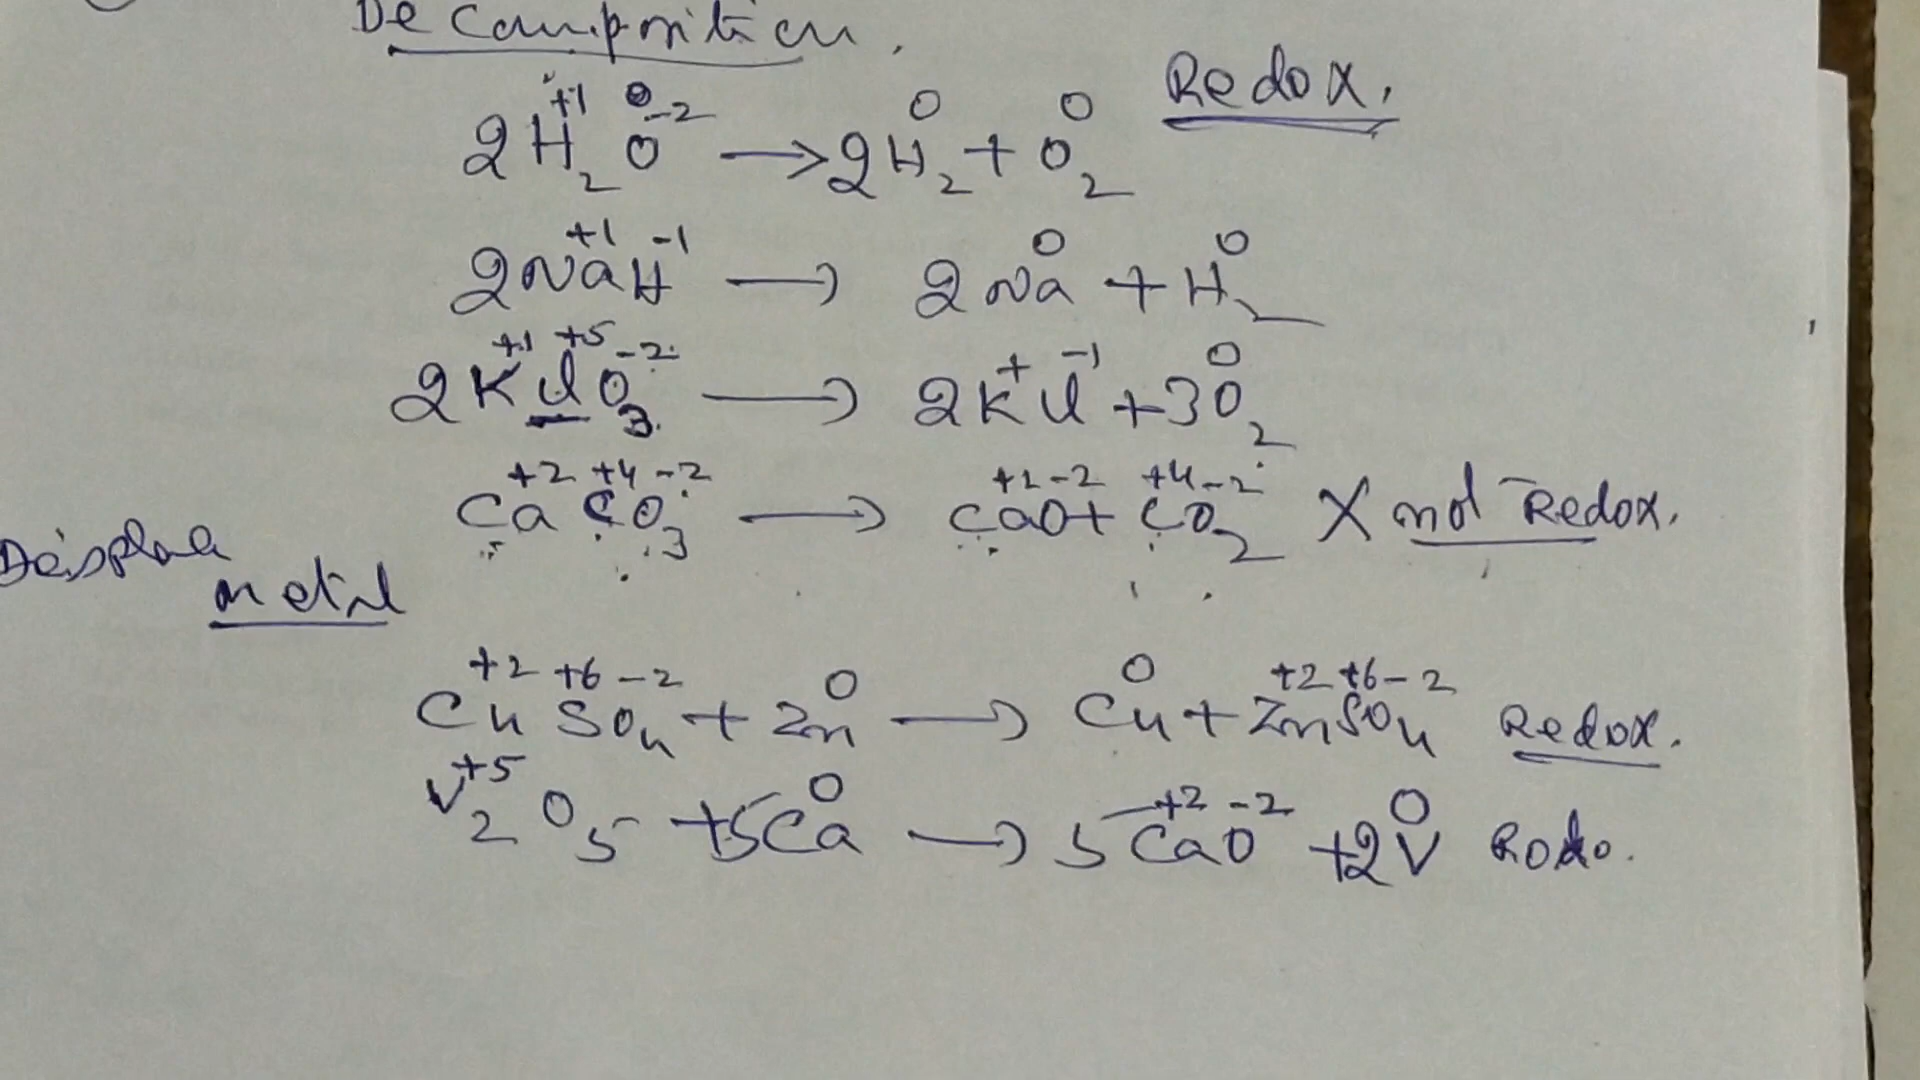 Decomposition.
Redox.
+1 0 -2 0 0
2H₂O → 2H₂ + O₂
+1 -1 0 0
2NaH → 2Na + H₂
+1 +5 -2 + -1 0
2KClO₃ → 2KCl + 3O₂
+2 +4 -2 +2 -2 +4 -2
CaCO₃ → CaO + CO₂ X not Redox.
metal
+2 +6 -2 0 0 +2 +6 -2
CuSO₄ + Zn → Cu + ZnSO₄ Redox.
+5 0 +2 -2 0
V₂O₅ + 5Ca → 5CaO + 2V